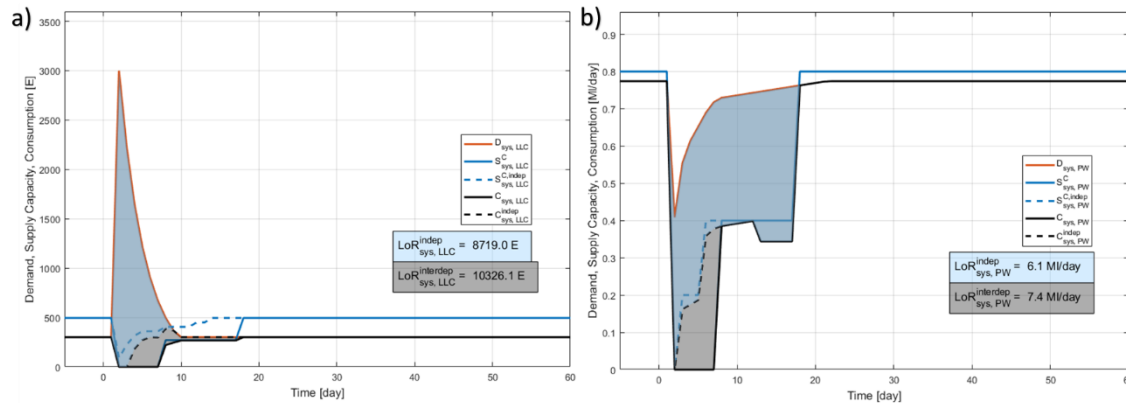 a)
3500
3000
2500
2000
1500
1000
500
0
Demand, Supply Capacity, Consumption [E]
0 10 20 30 40 50 60
Time [day]
D sys, LLC
S C sys, LLC
S C,indep sys, LLC
C sys, LLC
C indep sys, LLC
LoR indep sys, LLC = 8719.0 E
LoR interdep sys, LLC = 10326.1 E
b)
0.9
0.8
0.7
0.6
0.5
0.4
0.3
0.2
0.1
0
Demand, Supply Capacity, Consumption [Ml/day]
0 10 20 30 40 50 60
Time [day]
D sys, PW
S C sys, PW
S C,indep sys, PW
C sys, PW
C indep sys, PW
LoR indep sys, PW = 6.1 Ml/day
LoR interdep sys, PW = 7.4 Ml/day